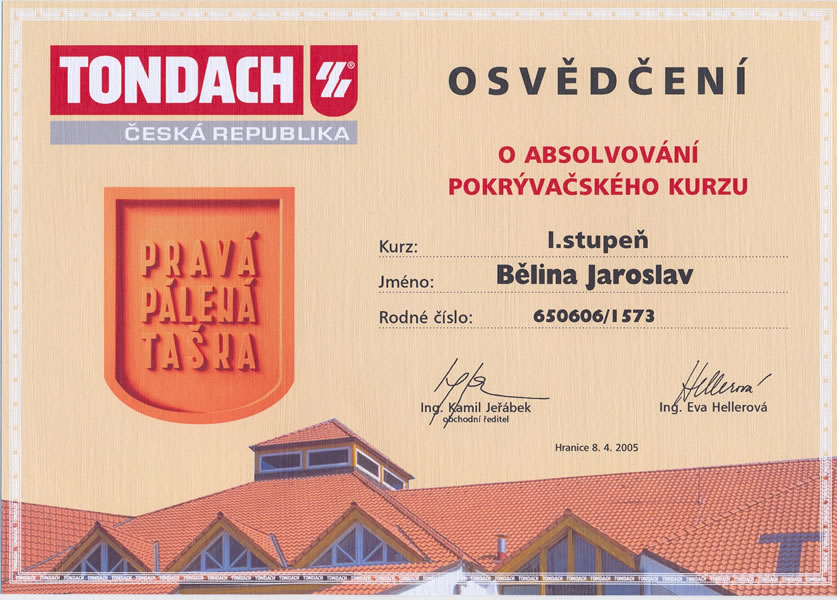 TONDACH
ČESKÁ REPUBLIKA
OSVĚDČENÍ
O ABSOLVOVÁNÍ
POKRÝVAČSKÉHO KURZU
PRAVÁ
PÁLENÁ
TAŠKA
Kurz: I.stupeň
Jméno: Bělina Jaroslav
Rodné číslo: 650606/1573
Hellerová
Ing. Kamil Jeřábek
obchodní ředitel
Ing. Eva Hellerová
Hranice 8. 4. 2005